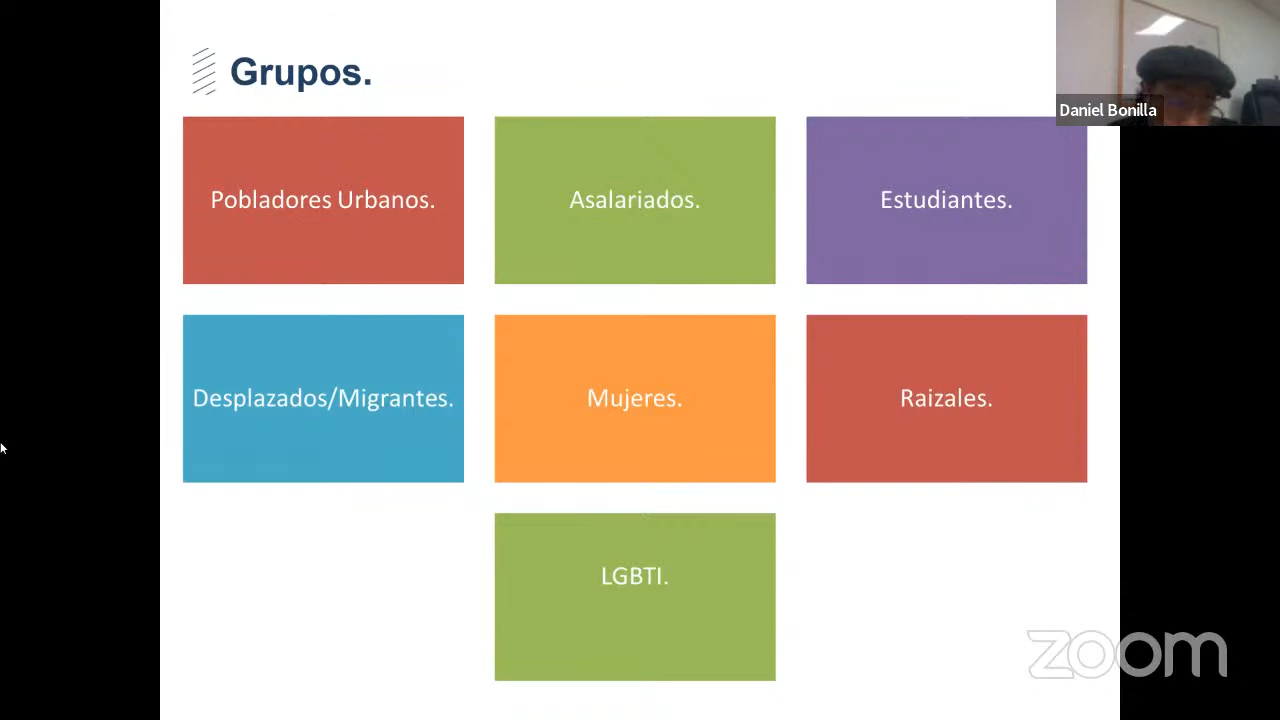 Grupos.
Daniel Bonilla
Pobladores Urbanos.
Asalariados.
Estudiantes.
Desplazados/Migrantes.
Mujeres.
Raizales.
LGBTI.
zoom